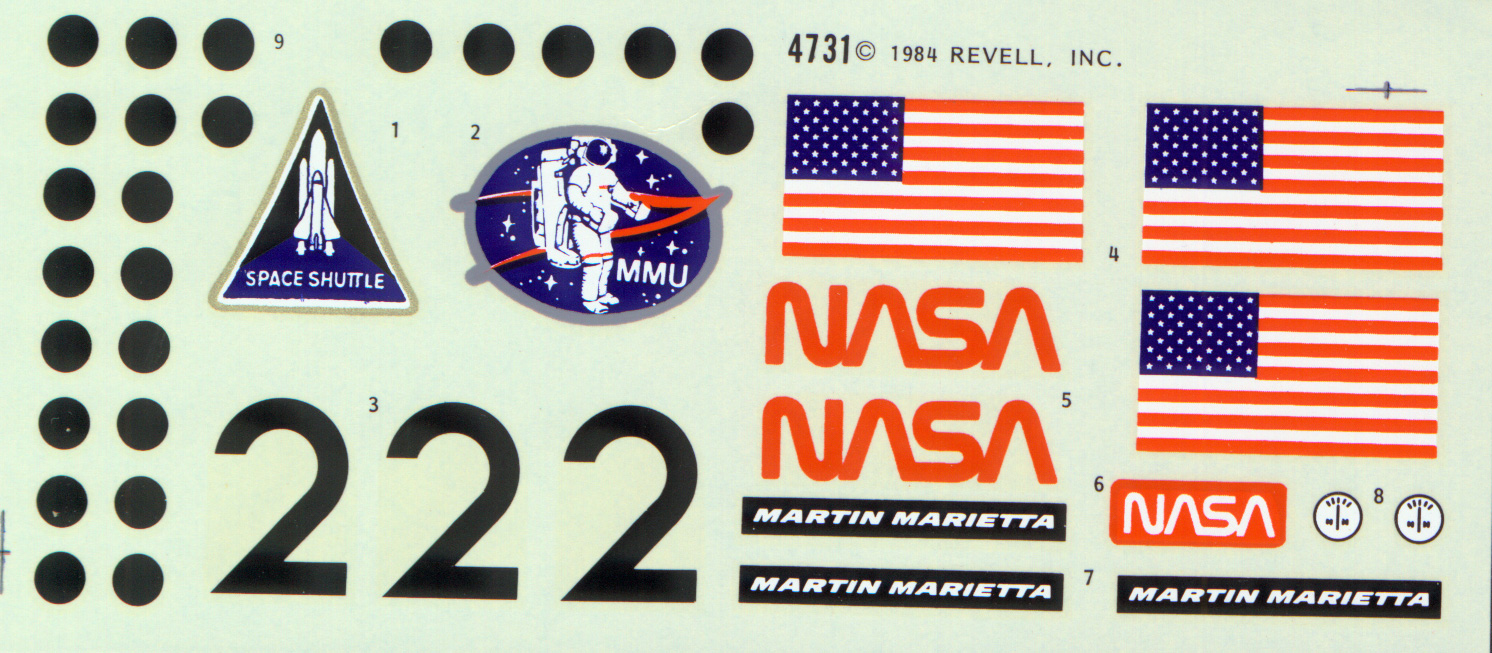 9
4731© 1984 REVELL, INC.
1
2
SPACE SHUTTLE
MMU
4
NASA
NASA
5
3
2 2 2
6
NASA
8
MARTIN MARIETTA
MARTIN MARIETTA
7
MARTIN MARIETTA